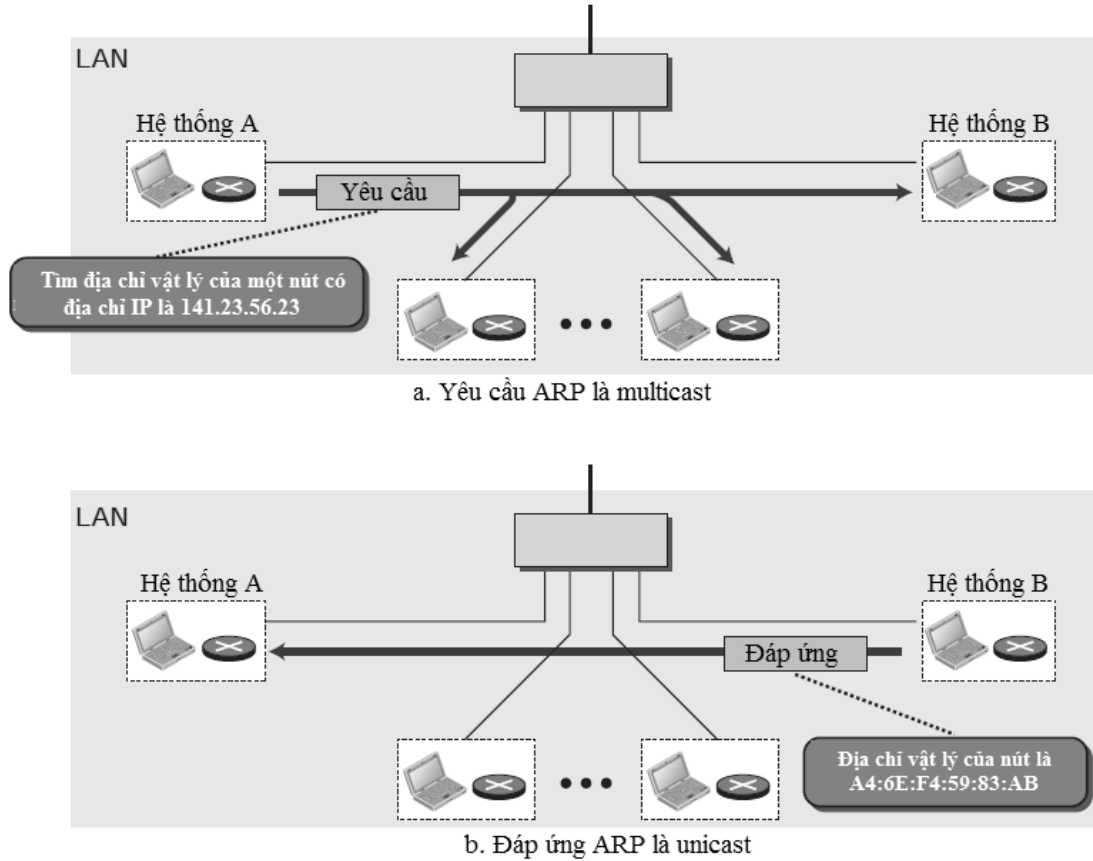 LAN
Hệ thống A
Hệ thống B
Yêu cầu
Tìm địa chỉ vật lý của một nút có
địa chỉ IP là 141.23.56.23
a. Yêu cầu ARP là multicast
LAN
Hệ thống A
Hệ thống B
Đáp ứng
Địa chỉ vật lý của nút là
A4:6E:F4:59:83:AB
b. Đáp ứng ARP là unicast